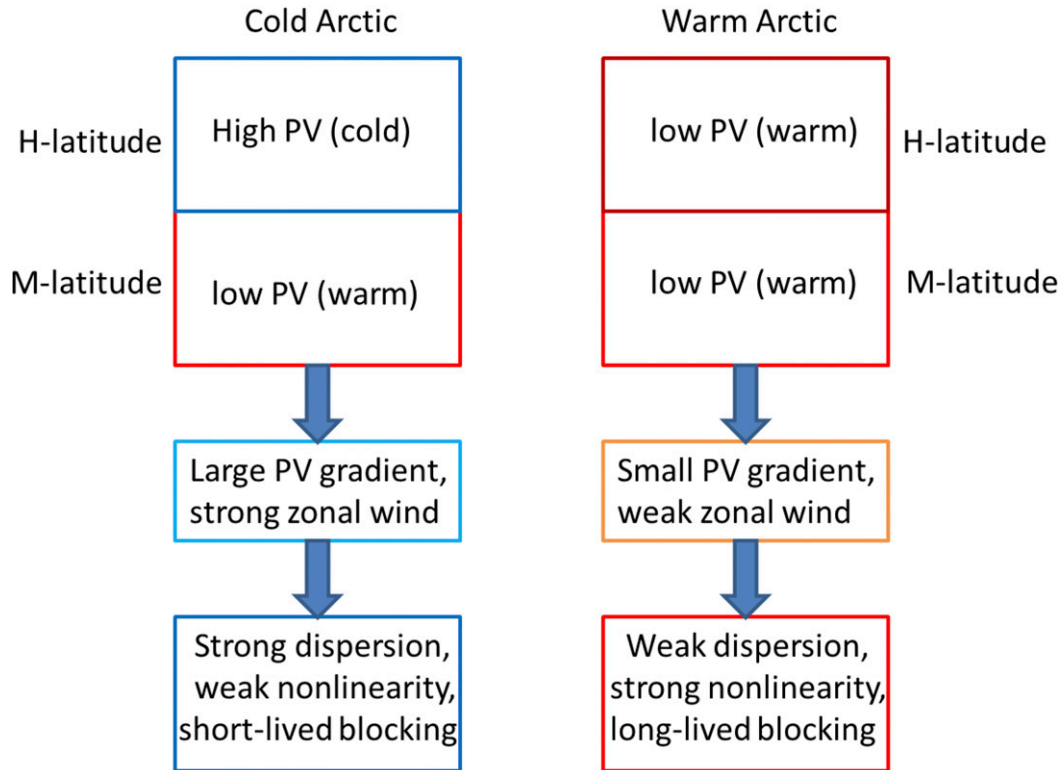 Cold Arctic
H-latitude
High PV (cold)
M-latitude
low PV (warm)
Large PV gradient,
strong zonal wind
Strong dispersion,
weak nonlinearity,
short-lived blocking
Warm Arctic
low PV (warm)
H-latitude
low PV (warm)
M-latitude
Small PV gradient,
weak zonal wind
Weak dispersion,
strong nonlinearity,
long-lived blocking